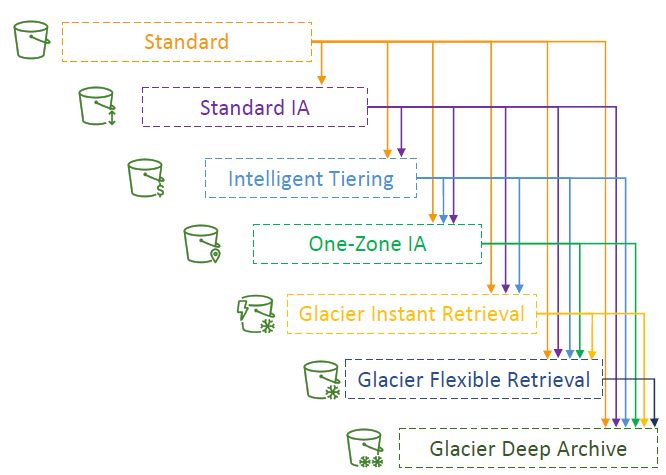 Standard
Standard IA
Intelligent Tiering
$
One-Zone IA
Glacier Instant Retrieval
Glacier Flexible Retrieval
Glacier Deep Archive